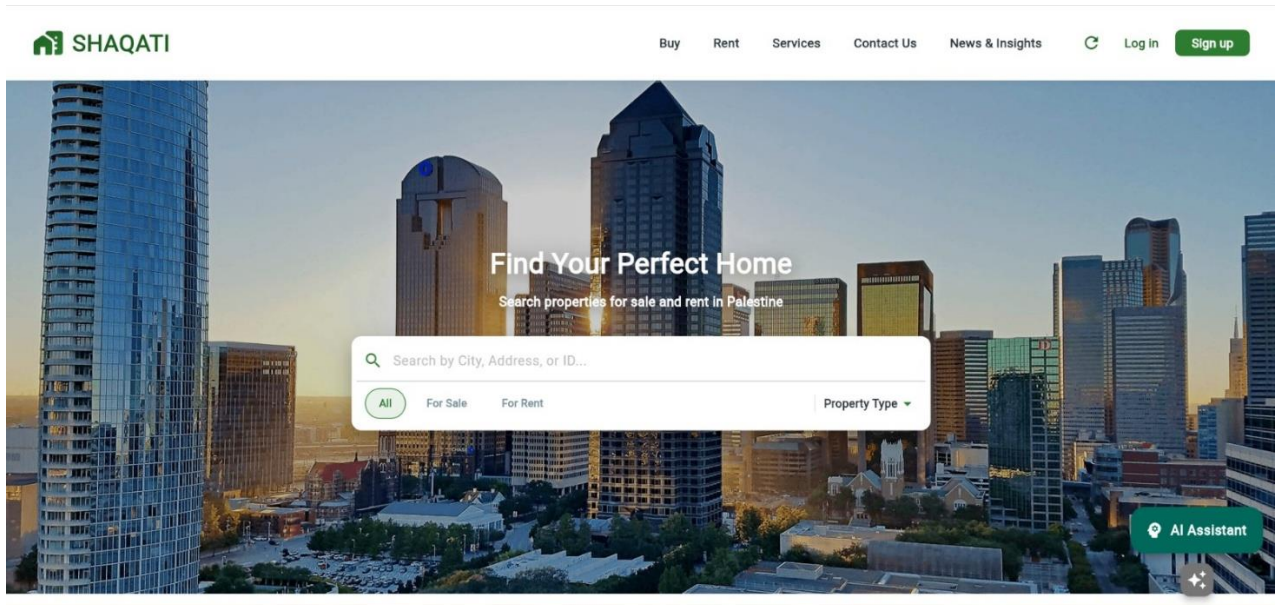 SHAQATI
Buy Rent Services Contact Us News & Insights Log in Sign up
Find Your Perfect Home
Search properties for sale and rent in Palestine
Search by City, Address, or ID...
All For Sale For Rent Property Type
AI Assistant